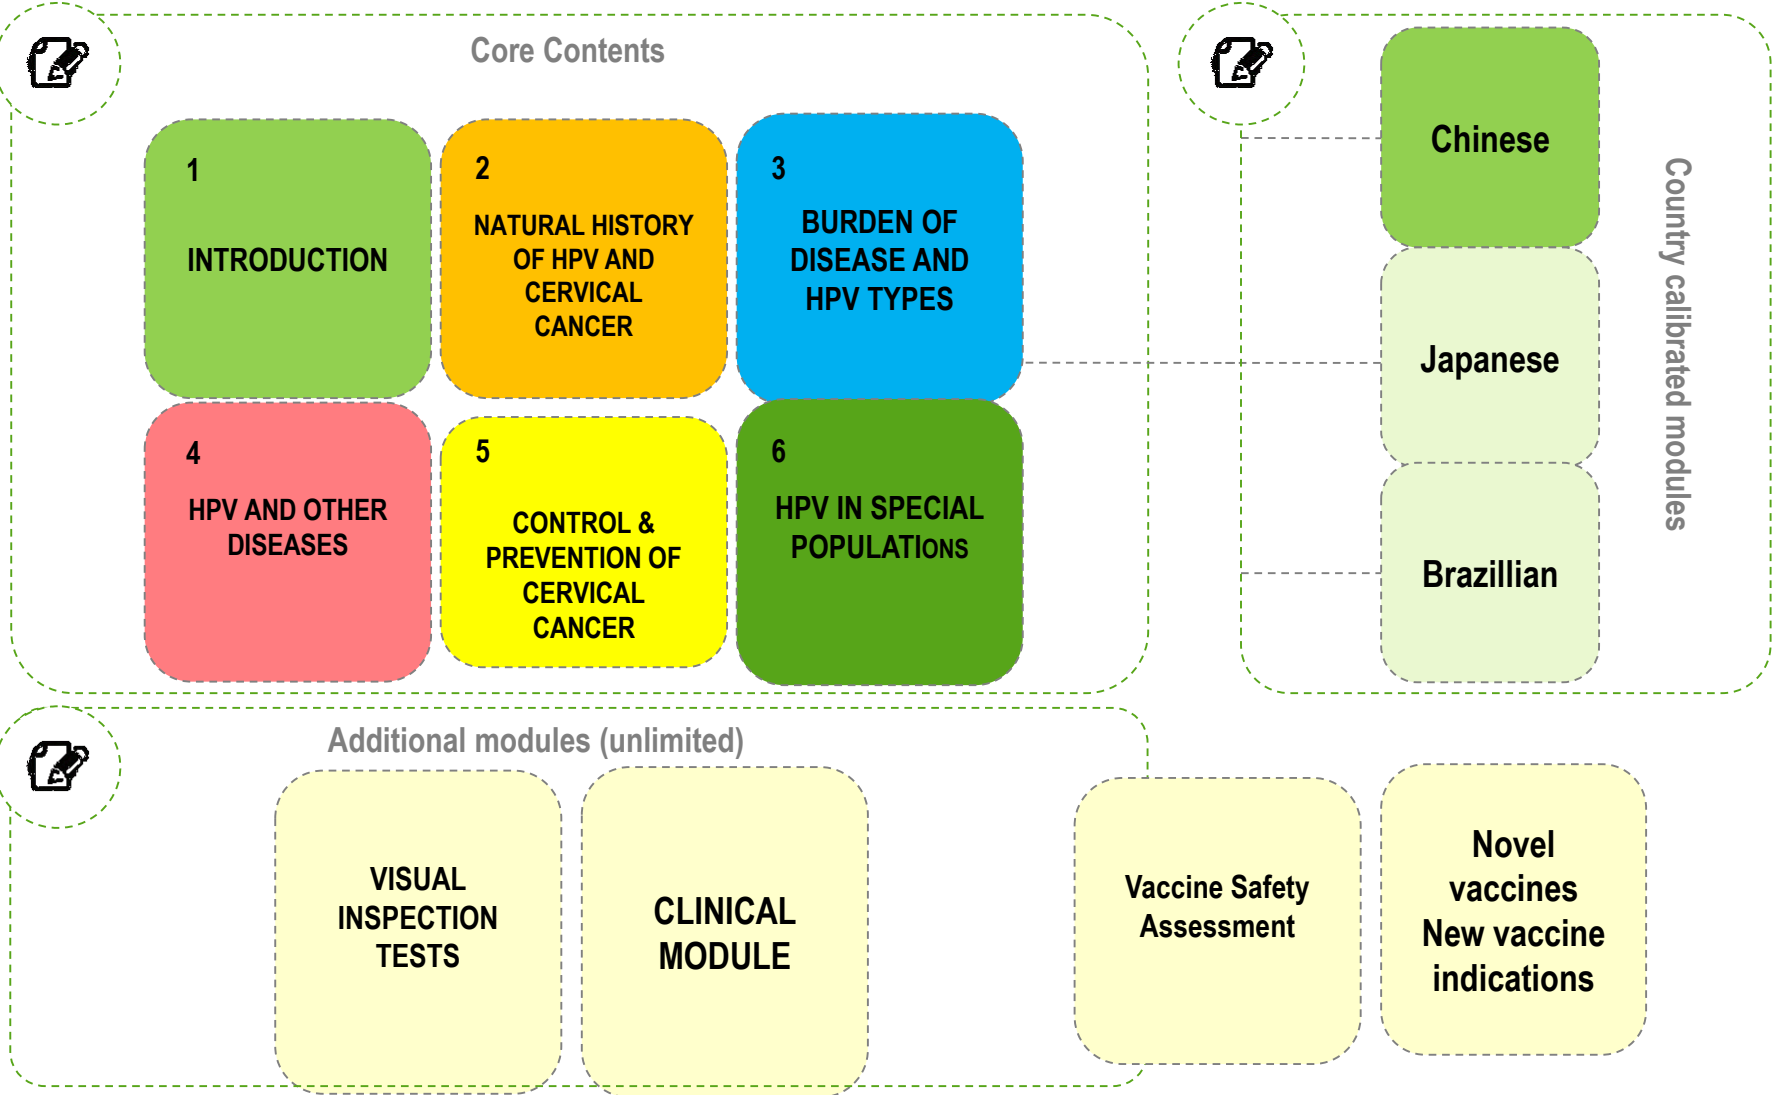 Core Contents
1
INTRODUCTION
2
NATURAL HISTORY
OF HPV AND
CERVICAL
CANCER
3
BURDEN OF
DISEASE AND
HPV TYPES
4
HPV AND OTHER
DISEASES
5
CONTROL &
PREVENTION OF
CERVICAL
CANCER
6
HPV IN SPECIAL
POPULATIONS
Chinese
Japanese
Brazillian
Country calibrated modules
Additional modules (unlimited)
VISUAL
INSPECTION
TESTS
CLINICAL
MODULE
Vaccine Safety
Assessment
Novel
vaccines
New vaccine
indications